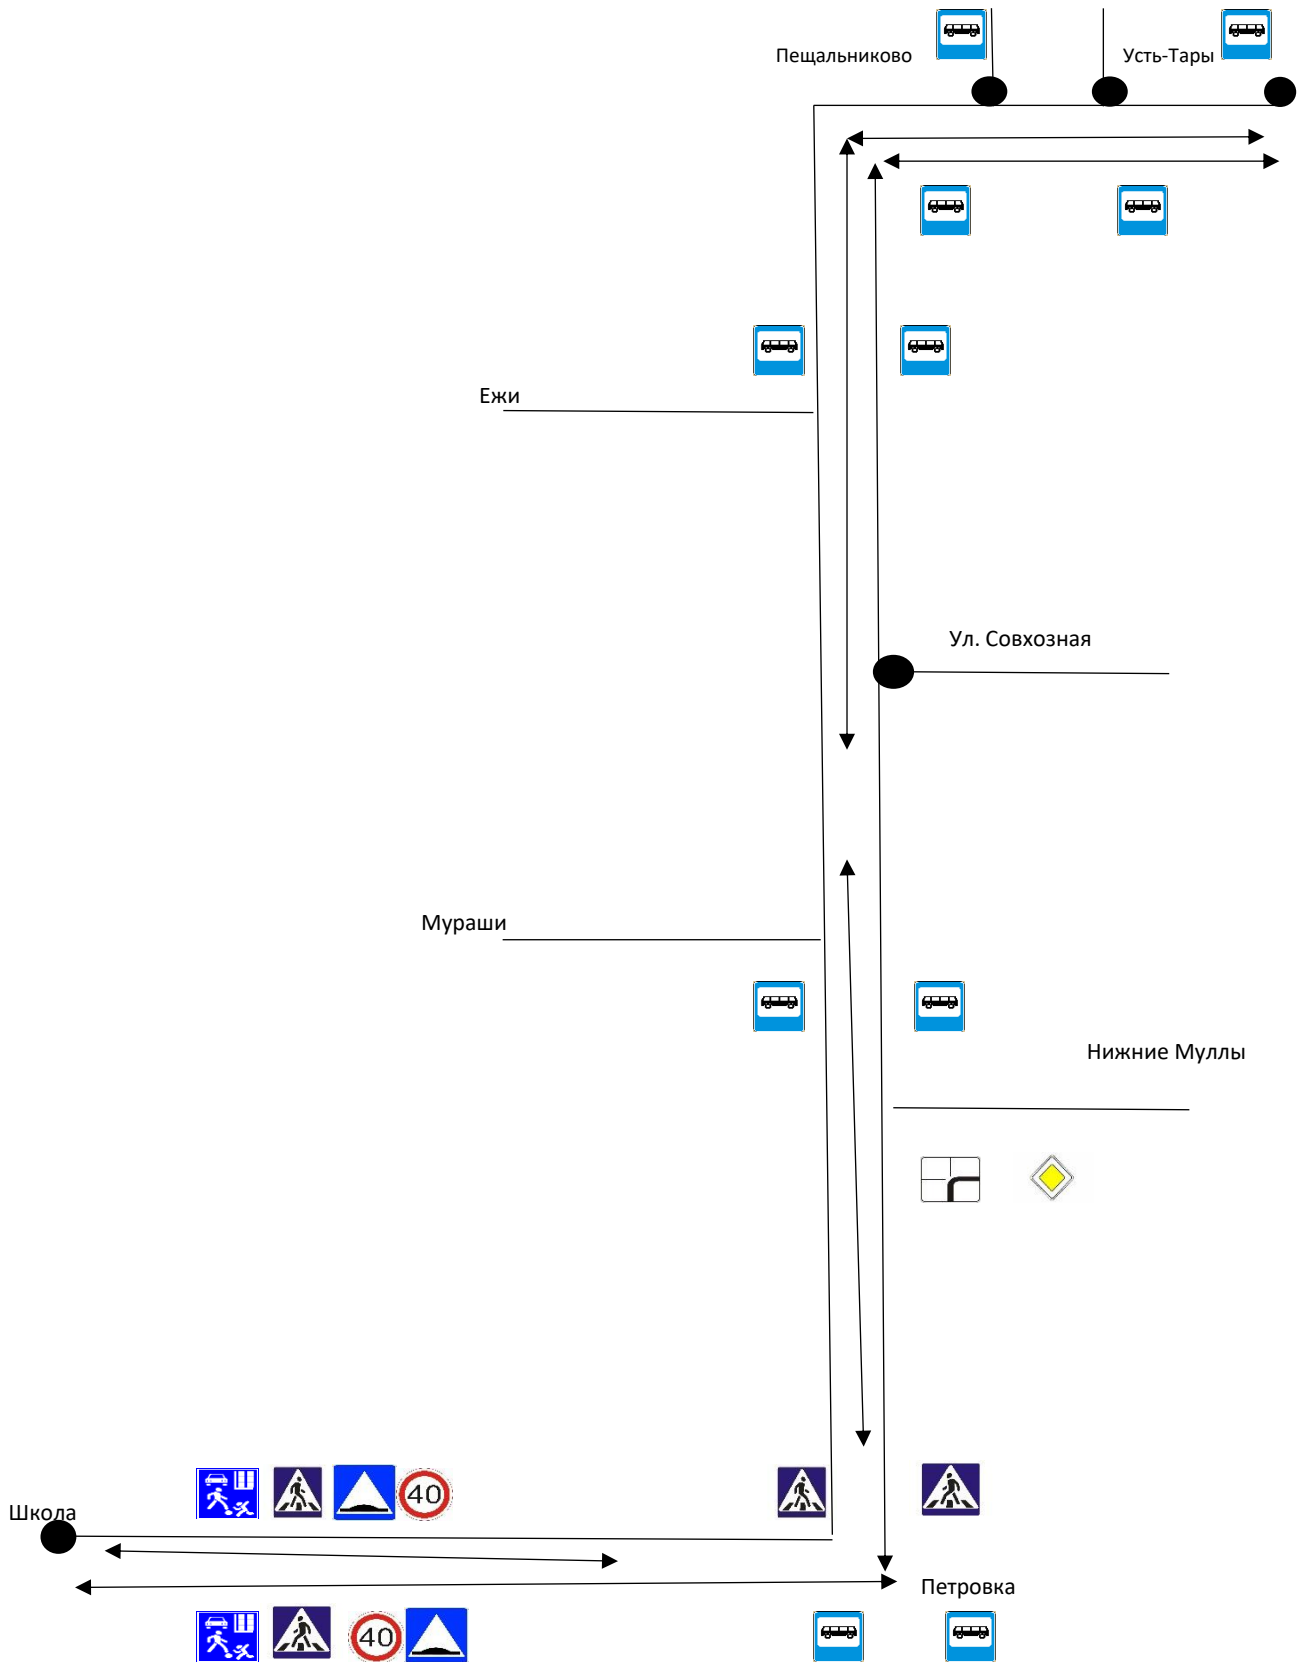 Пещальниково
Усть-Тары
Ежи
Ул. Совхозная
Мураши
Нижние Муллы
40
Школа
Петровка
40